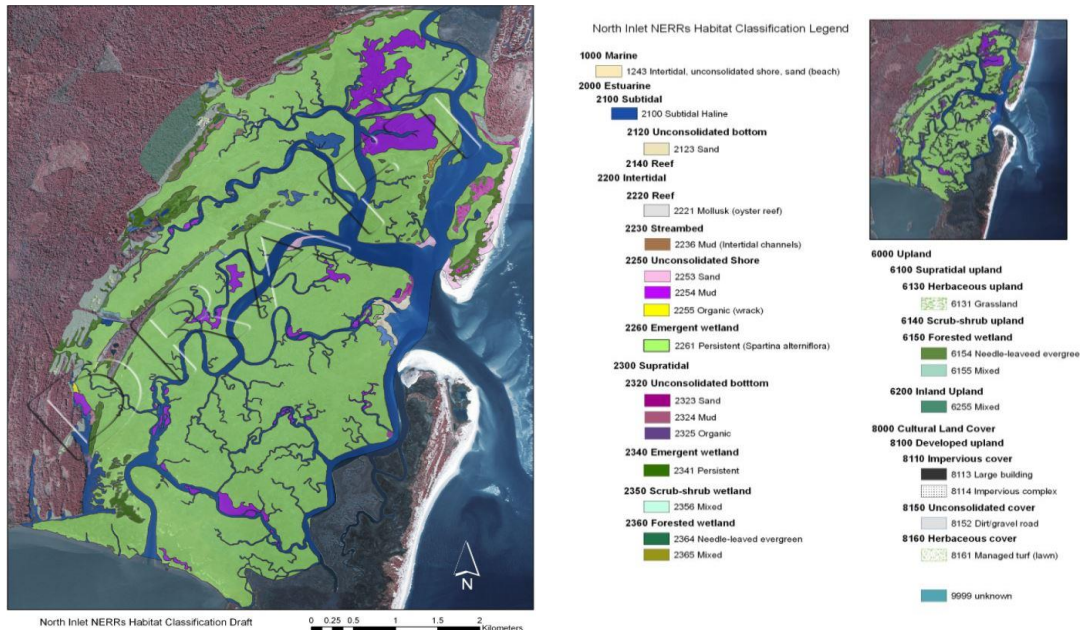 North Inlet NERRs Habitat Classification Draft
0 0.25 0.5 1 1.5 2
Kilometers
N
North Inlet NERRs Habitat Classification Legend
1000 Marine
1243 Intertidal, unconsolidated shore, sand (beach)
2000 Estuarine
2100 Subtidal
2100 Subtidal Haline
2120 Unconsolidated bottom
2123 Sand
2140 Reef
2200 Intertidal
2220 Reef
2221 Mollusk (oyster reef)
2230 Streambed
2236 Mud (Intertidal channels)
2250 Unconsolidated Shore
2253 Sand
2254 Mud
2255 Organic (wrack)
2260 Emergent wetland
2261 Persistent (Spartina alterniflora)
2300 Supratidal
2320 Unconsolidated botttom
2323 Sand
2324 Mud
2325 Organic
2340 Emergent wetland
2341 Persistent
2350 Scrub-shrub wetland
2356 Mixed
2360 Forested wetland
2364 Needle-leaved evergreen
2365 Mixed
6000 Upland
6100 Supratidal upland
6130 Herbaceous upland
6131 Grassland
6140 Scrub-shrub upland
6150 Forested wetland
6154 Needle-leaveed evergree
6155 Mixed
6200 Inland Upland
6255 Mixed
8000 Cultural Land Cover
8100 Developed upland
8110 Impervious cover
8113 Large building
8114 Impervious complex
8150 Unconsolidated cover
8152 Dirt/gravel road
8160 Herbaceous cover
8161 Managed turf (lawn)
9999 unknown